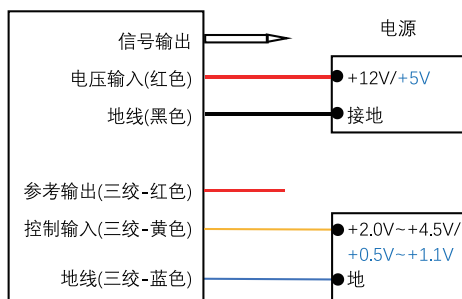 信号输出
电源
电压输入(红色)
+12V/+5V
地线(黑色)
接地
参考输出(三绞-红色)
控制输入(三绞-黄色)
+2.0V~+4.5V/
+0.5V~+1.1V
地线(三绞-蓝色)
地